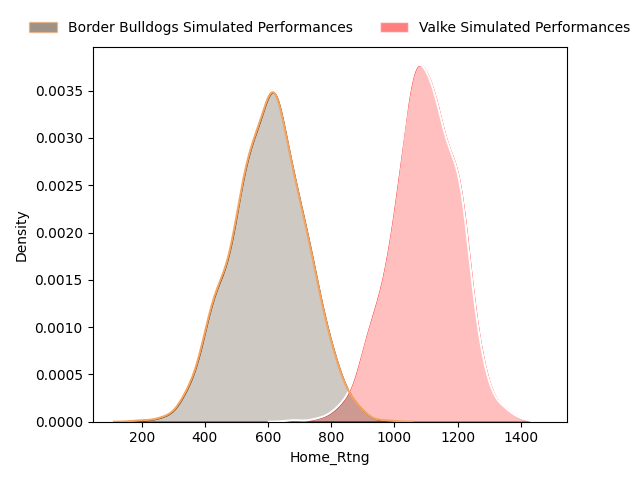 Border Bulldogs Simulated Performances Valke Simulated Performances
0.0035
0.0030
0.0025
0.0020
0.0015
0.0010
0.0005
0.0000
Density
200 400 600 800 1000 1200 1400
Home_Rtng